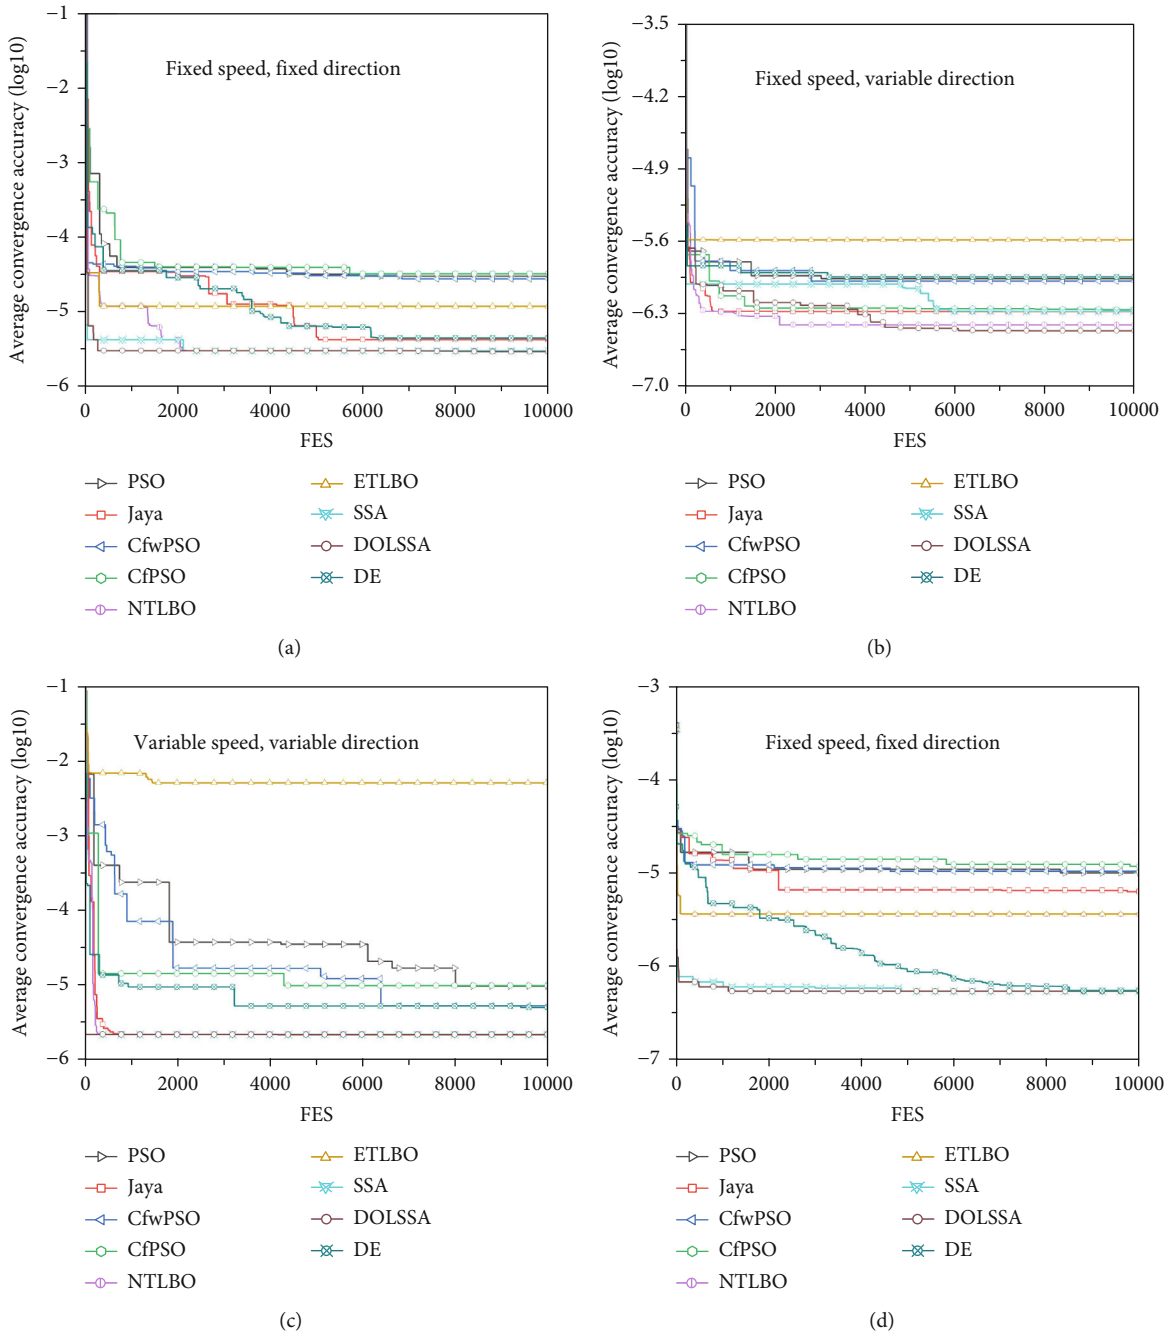 Average convergence accuracy (log10)
−1
−2
−3
−4
−5
−6
Fixed speed, fixed direction
0 2000 4000 6000 8000 10000
FES
PSO
Jaya
CfwPSO
CfPSO
NTLBO
ETLBO
SSA
DOLSSA
DE
(a)
Average convergence accuracy (log10)
−3.5
−4.2
−4.9
−5.6
−6.3
−7.0
Fixed speed, variable direction
0 2000 4000 6000 8000 10000
FES
PSO
Jaya
CfwPSO
CfPSO
NTLBO
ETLBO
SSA
DOLSSA
DE
(b)
Average convergence accuracy (log10)
−1
−2
−3
−4
−5
−6
Variable speed, variable direction
0 2000 4000 6000 8000 10000
FES
PSO
Jaya
CfwPSO
CfPSO
NTLBO
ETLBO
SSA
DOLSSA
DE
(c)
Average convergence accuracy (log10)
−3
−4
−5
−6
−7
Fixed speed, fixed direction
0 2000 4000 6000 8000 10000
FES
PSO
Jaya
CfwPSO
CfPSO
NTLBO
ETLBO
SSA
DOLSSA
DE
(d)